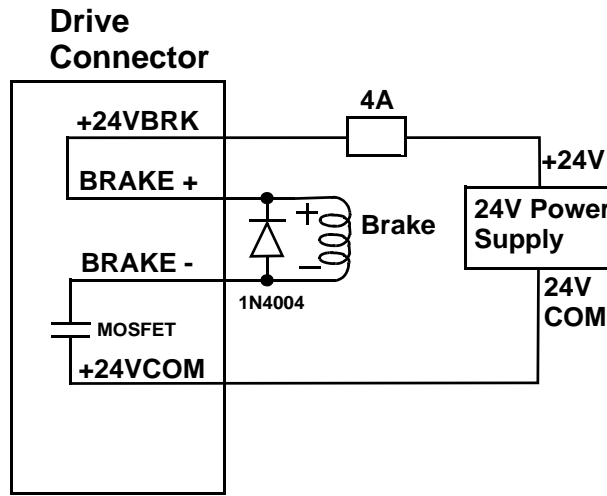 Drive
Connector
4A
+24VBRK
+24V
BRAKE +
24V Power
Supply
+
Brake
BRAKE -
–
1N4004
24V
COM
MOSFET
+24VCOM